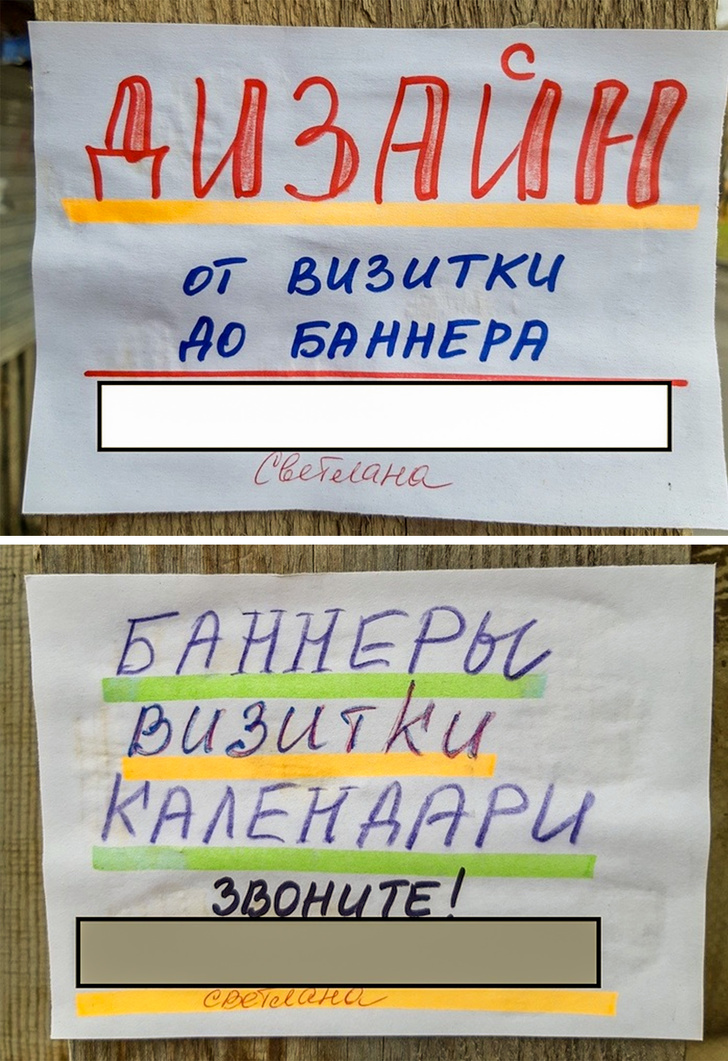 ДИЗАЙН
от ВИЗИТКИ
ДО БАННЕРА
Светлана
БАННЕРЫ
ВИЗИТКИ
КАЛЕНДАРИ
ЗВОНИТЕ!
светлана